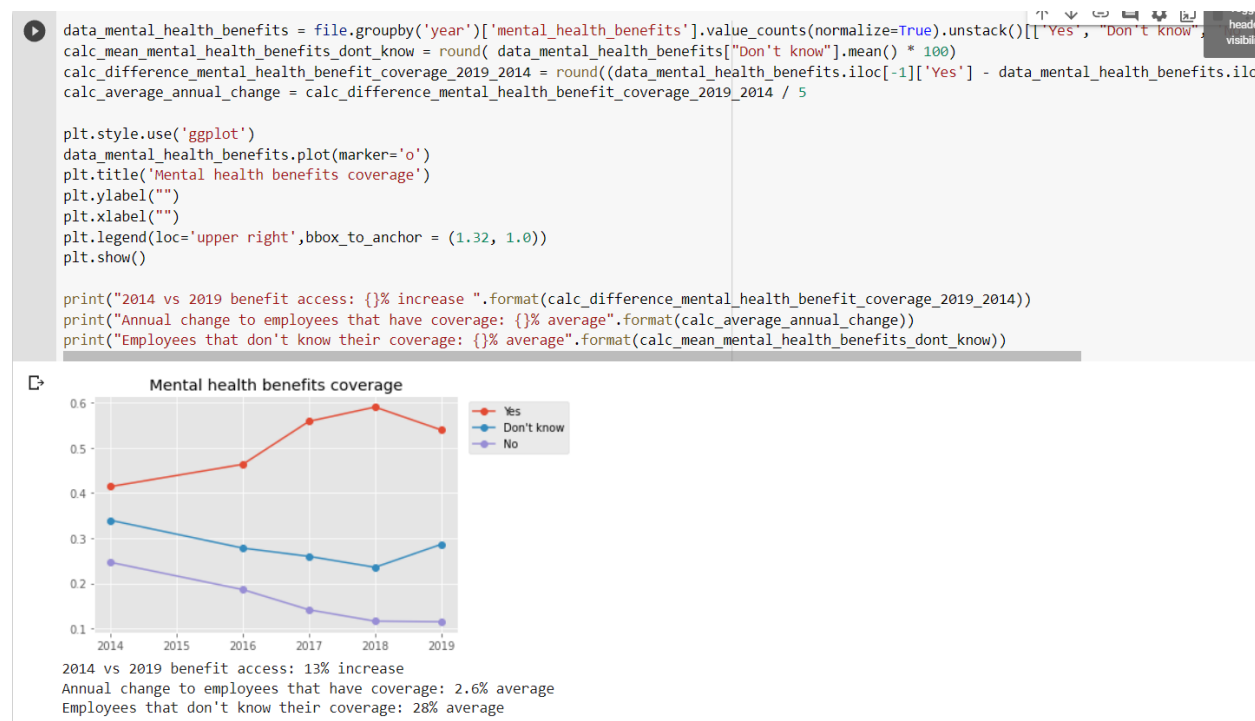 heade
visibili
data_mental_health_benefits = file.groupby('year')['mental_health_benefits'].value_counts(normalize=True).unstack()[['Yes', "Don't know",
calc_mean_mental_health_benefits_dont_know = round( data_mental_health_benefits["Don't know"].mean() * 100)
calc_difference_mental_health_benefit_coverage_2019_2014 = round((data_mental_health_benefits.iloc[-1]['Yes'] - data_mental_health_benefits.iloc
calc_average_annual_change = calc_difference_mental_health_benefit_coverage_2019_2014 / 5
plt.style.use('ggplot')
data_mental_health_benefits.plot(marker='o')
plt.title('Mental health benefits coverage')
plt.ylabel("")
plt.xlabel("")
plt.legend(loc='upper right',bbox_to_anchor = (1.32, 1.0))
plt.show()
print("2014 vs 2019 benefit access: {}% increase ".format(calc_difference_mental_health_benefit_coverage_2019_2014))
print("Annual change to employees that have coverage: {}% average".format(calc_average_annual_change))
print("Employees that don't know their coverage: {}% average".format(calc_mean_mental_health_benefits_dont_know))
Mental health benefits coverage
0.6
0.5
0.4
0.3
0.2
0.1
2014 2015 2016 2017 2018 2019
Yes
Don't know
No
2014 vs 2019 benefit access: 13% increase
Annual change to employees that have coverage: 2.6% average
Employees that don't know their coverage: 28% average